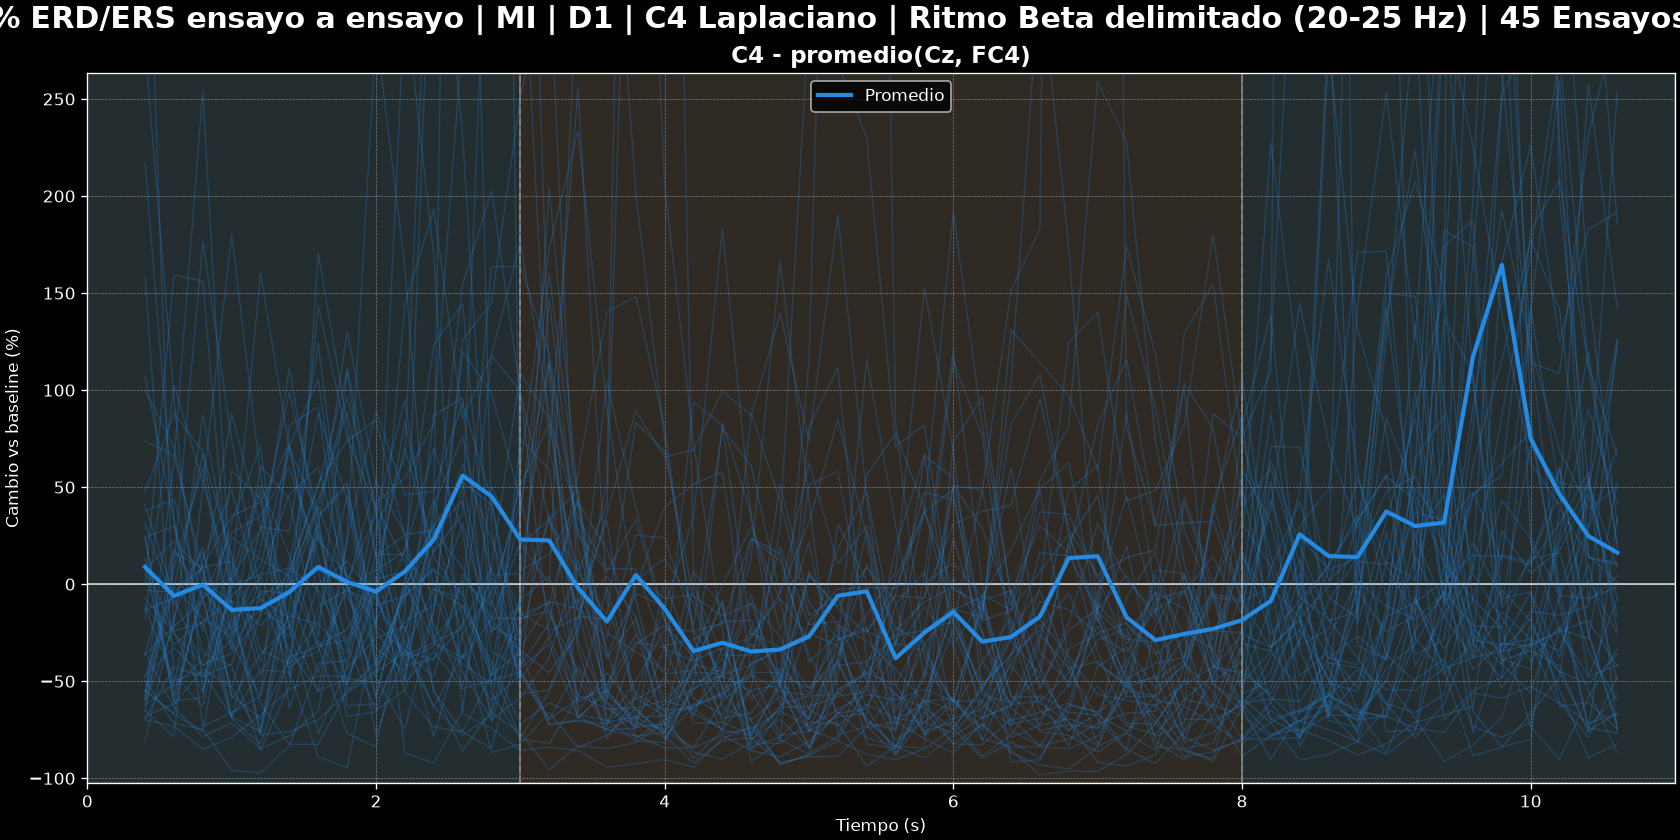 % ERD/ERS ensayo a ensayo | MI | D1 | C4 Laplaciano | Ritmo Beta delimitado (20-25 Hz) | 45 Ensayos
C4 - promedio(Cz, FC4)
Promedio
Cambio vs baseline (%)
250
200
150
100
50
0
−50
−100
0 2 4 6 8 10
Tiempo (s)